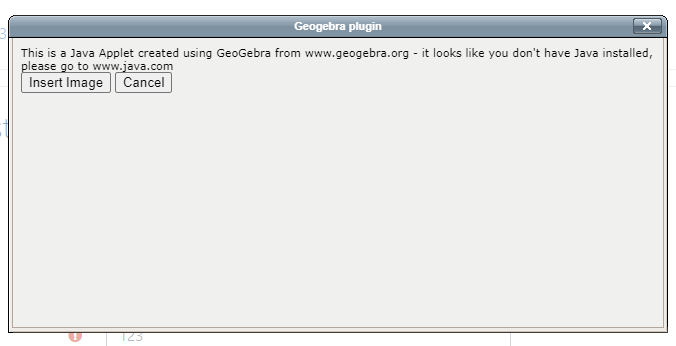 Geogebra plugin
This is a Java Applet created using GeoGebra from www.geogebra.org - it looks like you don't have Java installed,
please go to www.java.com
Insert Image Cancel
123